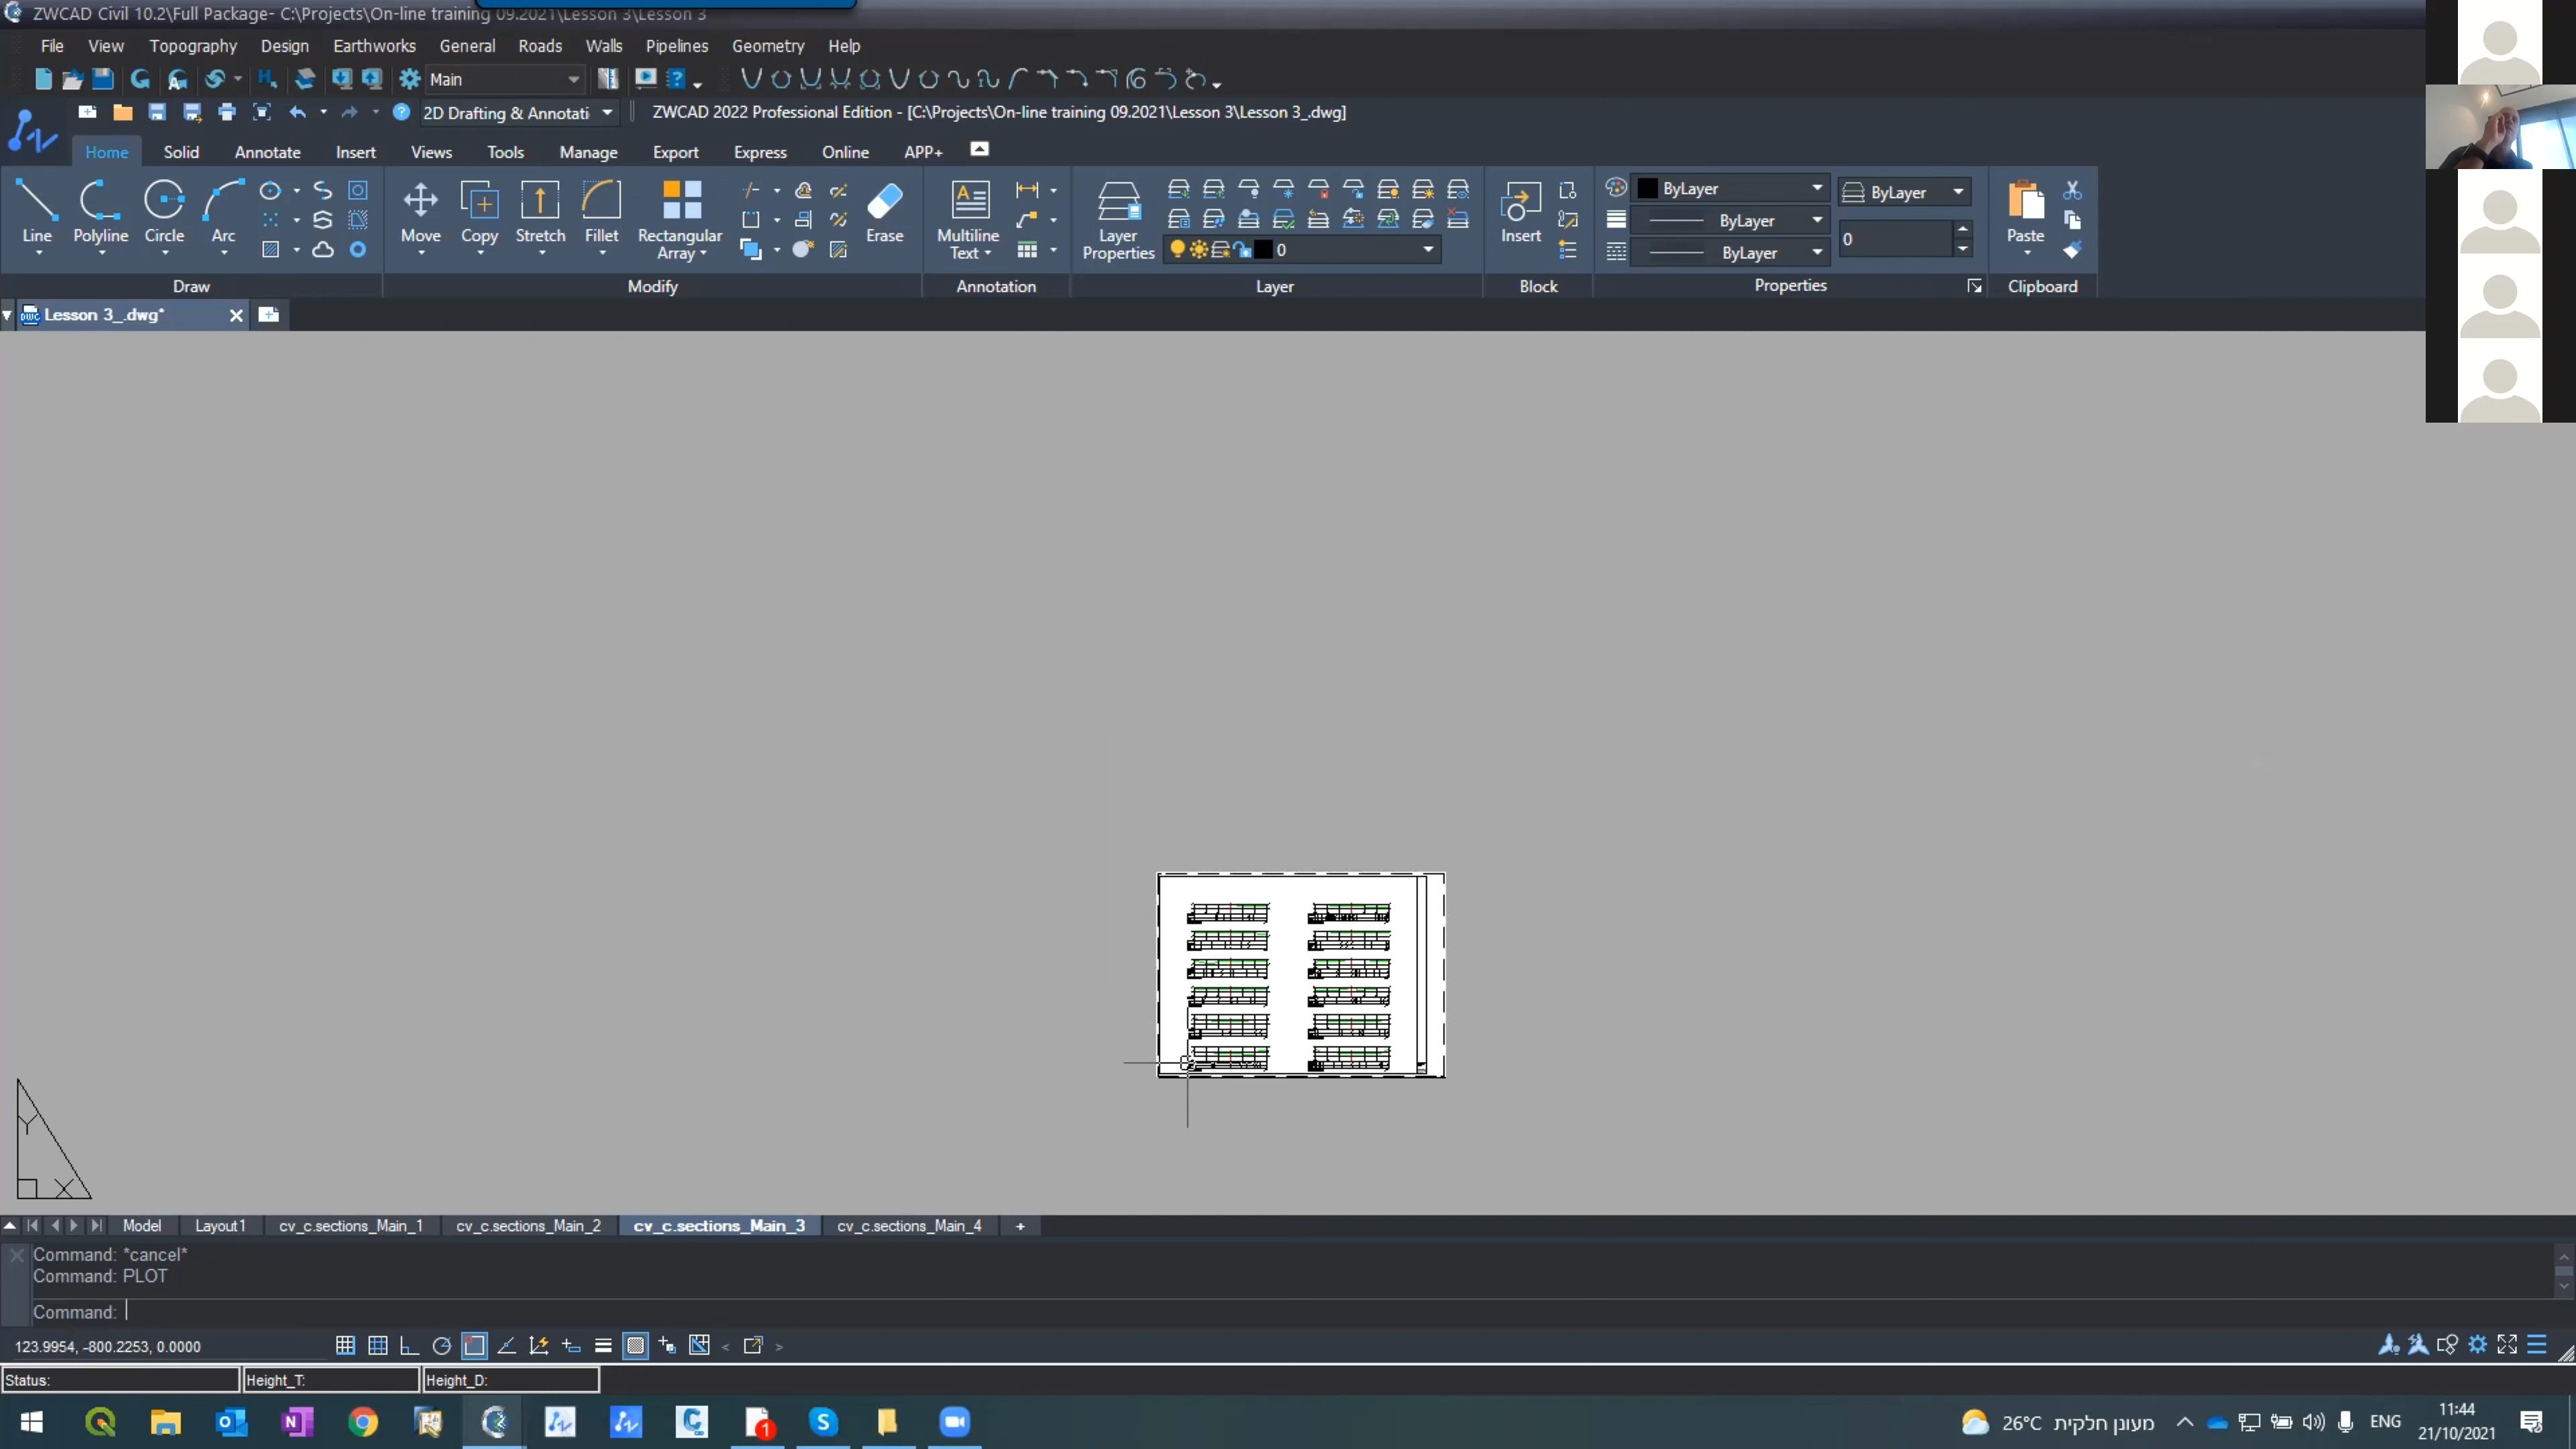 ZWCAD Civil 10.2\Full Package- C:\Projects\On-line training 09.2021\Lesson 3\Lesson 3
File View Topography Design Earthworks General Roads Walls Pipelines Geometry Help
Main
2D Drafting & Annotati
ZWCAD 2022 Professional Edition - [C:\Projects\On-line training 09.2021\Lesson 3\Lesson 3_.dwg]
Home Solid Annotate Insert Views Tools Manage Export Express Online APP+
ByLayer ByLayer
Line Polyline Circle Arc Move Copy Stretch Fillet Rectangular Array Erase Multiline Text Layer Properties Insert ByLayer 0 Paste
0 ByLayer
Draw Modify Annotation Layer Block Properties Clipboard
Lesson 3_.dwg*
Y
X
Model Layout1 cv_c.sections_Main_1 cv_c.sections_Main_2 cv_c.sections_Main_3 cv_c.sections_Main_4 +
Command: *cancel*
Command: PLOT
Command:
123.9954, -800.2253, 0.0000
Status: Height_T: Height_D:
26°C מעונן חלקית ENG 11:44
21/10/2021